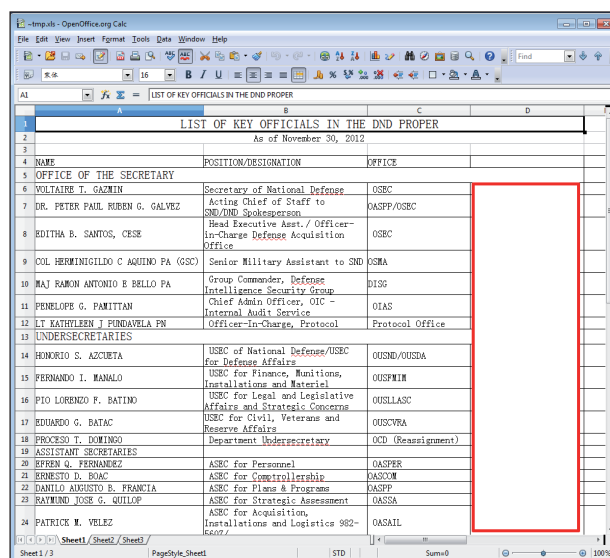 ~tmp.xls - OpenOffice.org Calc
File Edit View Insert Format Tools Data Window Help
Find
16
B I U
A1
LIST OF KEY OFFICIALS IN THE DND PROPER
A B C D
1 LIST OF KEY OFFICIALS IN THE DND PROPER
2 As of November 30, 2012
3
4 NAME POSITION/DESIGNATION OFFICE
5 OFFICE OF THE SECRETARY
6 VOLTAIRE T. GAZMIN Secretary of National Defense OSEC
7 DR. PETER PAUL RUBEN G. GALVEZ Acting Chief of Staff to
SND/DND Spokesperson OASPP/OSEC
8 EDITHA B. SANTOS, CESE Head Executive Asst./ Officer-
in-Charge Defense Acquisition
Office OSEC
9 COL HERMINIGILDO C AQUINO PA (GSC) Senior Military Assistant to SND OSMA
10 MAJ RAMON ANTONIO E BELLO PA Group Commander, Defense
Intelligence Security Group DISG
11 PENELOPE G. PAMITTAN Chief Admin Officer, OIC -
Internal Audit Service OIAS
12 LT KATHYLEEN J PUNDAVELA PN Officer-In-Charge, Protocol Protocol Office
13 UNDERSECRETARIES
14 HONORIO S. AZCUETA USEC of National Defense/USEC
for Defense Affairs OUSND/OUSDA
15 FERNANDO I. MANALO USEC for Finance, Munitions,
Installations and Materiel OUSFMIM
16 PIO LORENZO F. BATINO USEC for Legal and Legislative
Affairs and Strategic Concerns OUSLLASC
17 EDUARDO G. BATAC USEC for Civil, Veterans and
Reserve Affairs OUSCVRA
18 PROCESO T. DOMINGO Department Undersecretary OCD (Reassignment)
19 ASSISTANT SECRETARIES
20 EFREN Q. FERNANDEZ ASEC for Personnel OASPER
21 ERNESTO D. BOAC ASEC for Comptrollership OASCOM
22 DANILO AUGUSTO B. FRANCIA ASEC for Plans & Programs OASPP
23 RAYMUND JOSE G. QUILOP ASEC for Strategic Assessment OASSA
24 PATRICK M. VELEZ ASEC for Acquisition,
Installations and Logistics 982-
5607/ OASAIL
Sheet1 Sheet2 Sheet3
Sheet 1 / 3 PageStyle_Sheet1 STD Sum=0 100%